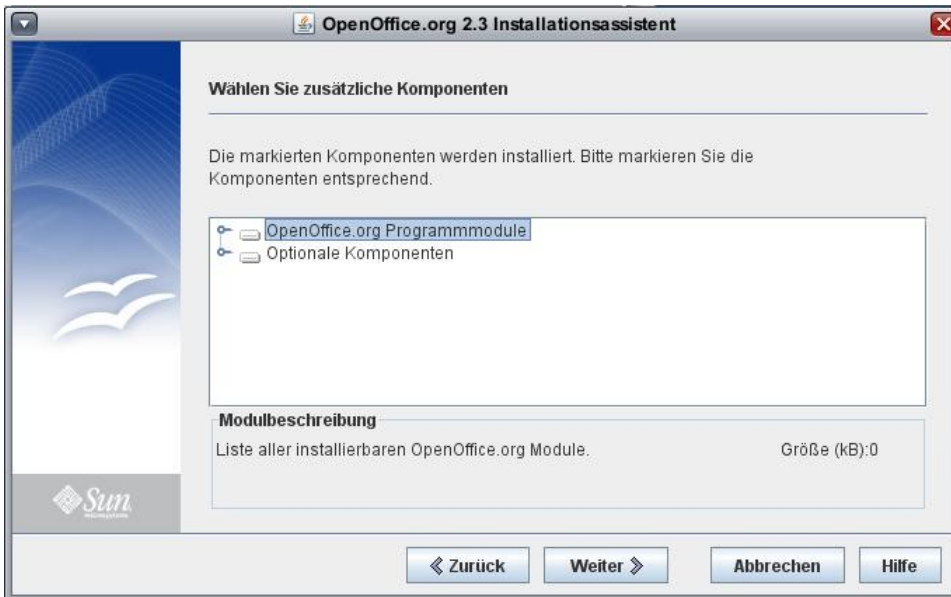 OpenOffice.org 2.3 Installationsassistent
Wählen Sie zusätzliche Komponenten
Die markierten Komponenten werden installiert. Bitte markieren Sie die
Komponenten entsprechend.
OpenOffice.org Programmmodule
Optionale Komponenten
Modulbeschreibung
Liste aller installierbaren OpenOffice.org Module. Größe (kB):0
Sun
microsystems
Zurück Weiter Abbrechen Hilfe